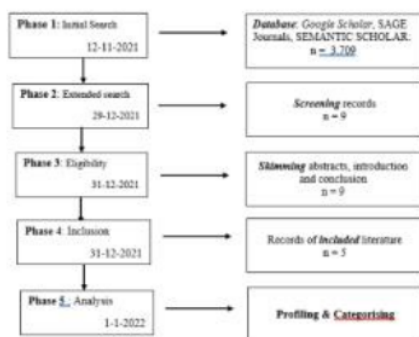 Phase 1: Initial Search
12-11-2021
Database: Google Scholar, SAGE
Journals, SEMANTIC SCHOLAR:
n = 3,709
Phase 2: Extended search
29-12-2021
Screening records
n = 9
Phase 3: Eligibility
31-12-2021
Skimming abstracts, introduction
and conclusion
n = 9
Phase 4: Inclusion
31-12-2021
Records of included literature
n = 5
Phase 5 : Analysis
1-1-2022
Profiling & Categorising